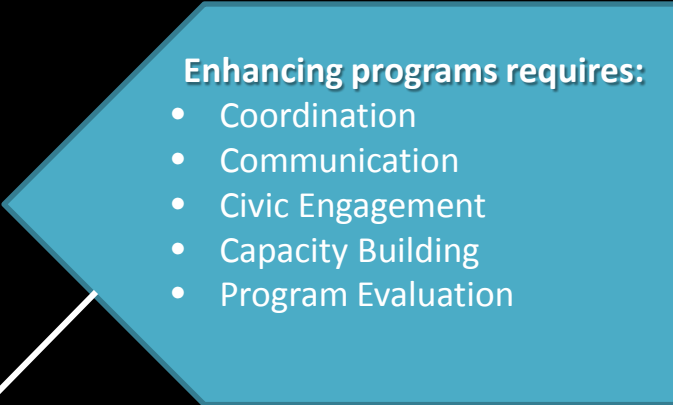 Enhancing programs requires:
• Coordination
• Communication
• Civic Engagement
• Capacity Building
• Program Evaluation